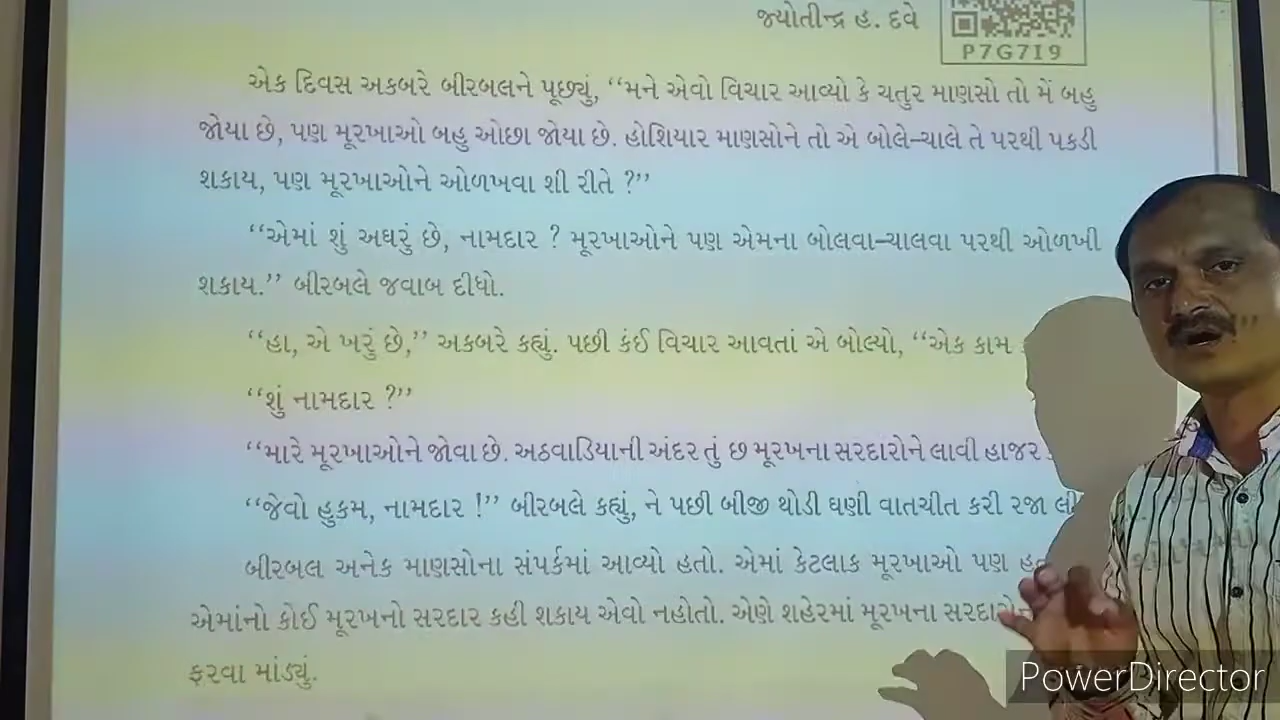 જ્યોતીન્દ્ર હ. દવે
P7G7I9
એક દિવસ અકબરે બીરબલને પૂછ્યું, “મને એવો વિચાર આવ્યો કે ચતુર માણસો તો મેં બહુ
જોયા છે, પણ મૂરખાઓ બહુ ઓછા જોયા છે. હોશિયાર માણસોને તો એ બોલે-ચાલે તે પરથી પકડી
શકાય, પણ મૂરખાઓને ઓળખવા શી રીતે ?”
“એમાં શું અઘરું છે, નામદાર ? મૂરખાઓને પણ એમના બોલવા-ચાલવા પરથી ઓળખી
શકાય.” બીરબલે જવાબ દીધો.
“હા, એ ખરું છે,” અકબરે કહ્યું. પછી કંઈ વિચાર આવતાં એ બોલ્યો, “એક કામ
“શું નામદાર ?”
“મારે મૂરખાઓને જોવા છે. અઠવાડિયાની અંદર તું છ મૂરખના સરદારોને લાવી હાજર
“જેવો હુકમ, નામદાર !” બીરબલે કહ્યું, ને પછી બીજી થોડી ઘણી વાતચીત કરી રજા લી
બીરબલ અનેક માણસોના સંપર્કમાં આવ્યો હતો. એમાં કેટલાક મૂરખાઓ પણ
એમાંનો કોઈ મૂરખનો સરદાર કહી શકાય એવો નહોતો. એણે શહેરમાં મૂરખના
ફરવા માંડ્યું.
PowerDirector